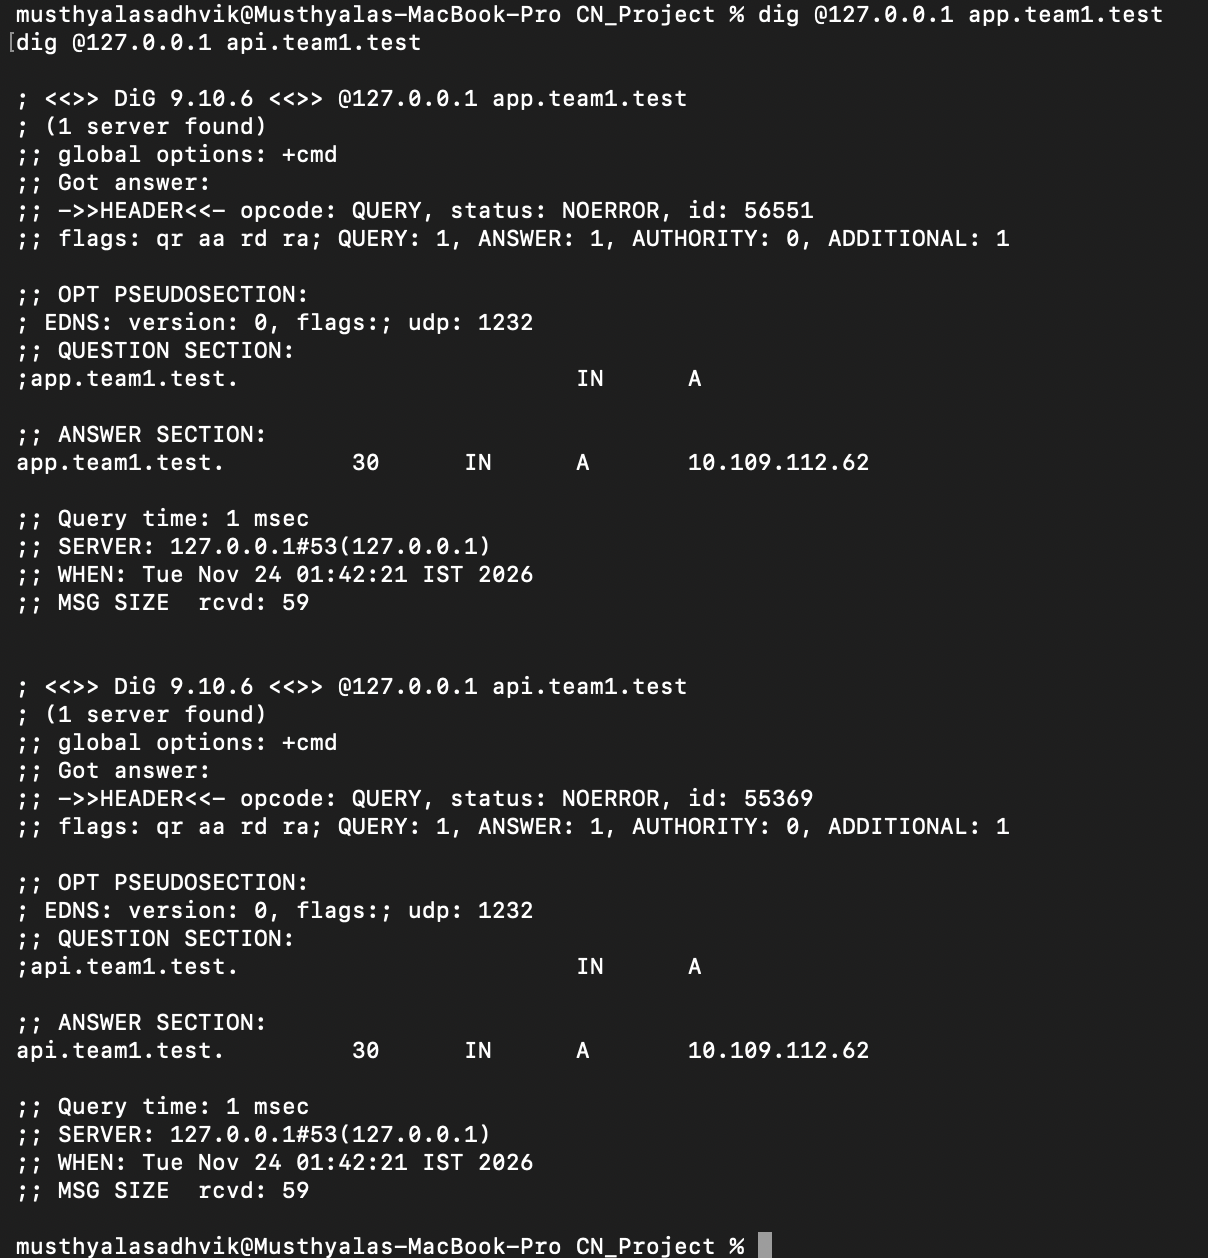 musthyalasadhvik@Musthyalas-MacBook-Pro CN_Project % dig @127.0.0.1 app.team1.test
[dig @127.0.0.1 api.team1.test

; <<>> DiG 9.10.6 <<>> @127.0.0.1 app.team1.test
; (1 server found)
;; global options: +cmd
;; Got answer:
;; ->>HEADER<<- opcode: QUERY, status: NOERROR, id: 56551
;; flags: qr aa rd ra; QUERY: 1, ANSWER: 1, AUTHORITY: 0, ADDITIONAL: 1

;; OPT PSEUDOSECTION:
; EDNS: version: 0, flags:; udp: 1232
;; QUESTION SECTION:
;app.team1.test.			IN	A

;; ANSWER SECTION:
app.team1.test.		30	IN	A	10.109.112.62

;; Query time: 1 msec
;; SERVER: 127.0.0.1#53(127.0.0.1)
;; WHEN: Tue Nov 24 01:42:21 IST 2026
;; MSG SIZE  rcvd: 59


; <<>> DiG 9.10.6 <<>> @127.0.0.1 api.team1.test
; (1 server found)
;; global options: +cmd
;; Got answer:
;; ->>HEADER<<- opcode: QUERY, status: NOERROR, id: 55369
;; flags: qr aa rd ra; QUERY: 1, ANSWER: 1, AUTHORITY: 0, ADDITIONAL: 1

;; OPT PSEUDOSECTION:
; EDNS: version: 0, flags:; udp: 1232
;; QUESTION SECTION:
;api.team1.test.			IN	A

;; ANSWER SECTION:
api.team1.test.		30	IN	A	10.109.112.62

;; Query time: 1 msec
;; SERVER: 127.0.0.1#53(127.0.0.1)
;; WHEN: Tue Nov 24 01:42:21 IST 2026
;; MSG SIZE  rcvd: 59

musthyalasadhvik@Musthyalas-MacBook-Pro CN_Project %